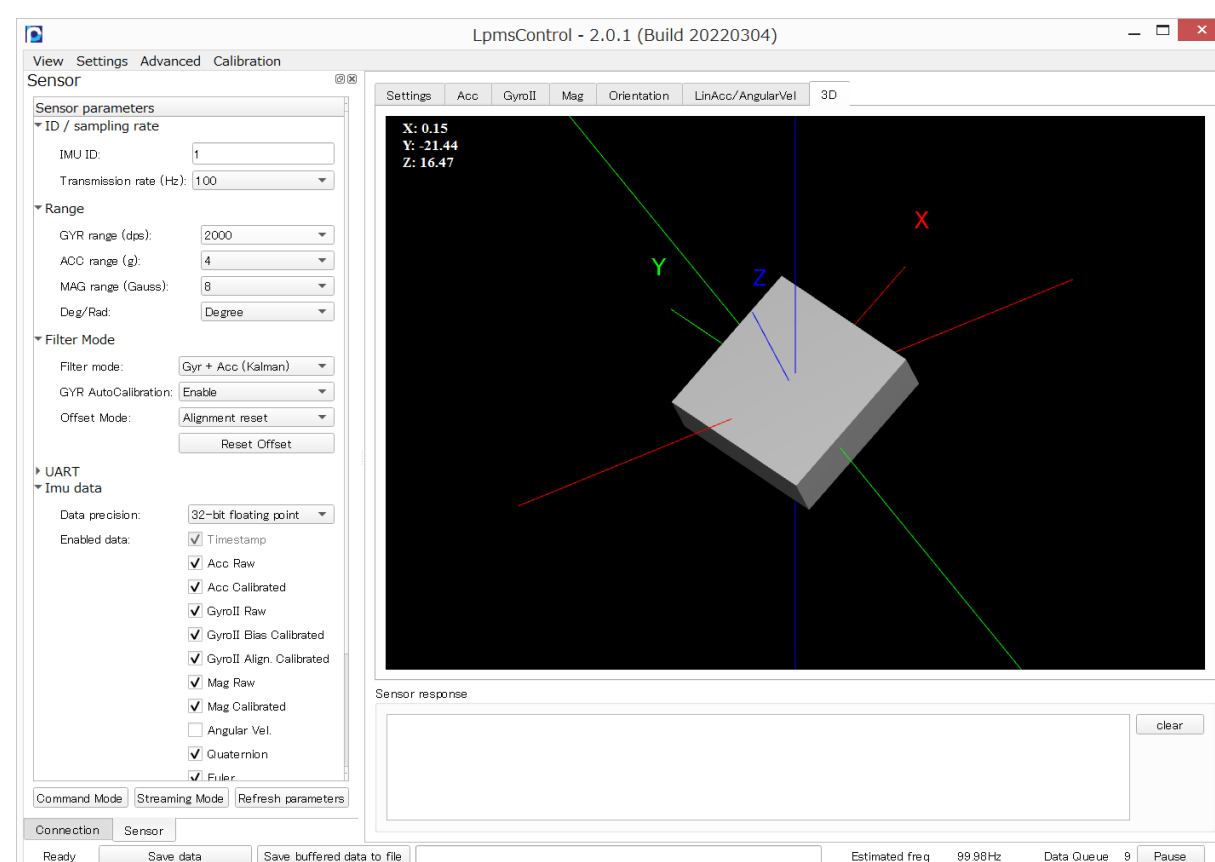 LpmsControl - 2.0.1 (Build 20220304)
View Settings Advanced Calibration
Sensor
Sensor parameters
ID / sampling rate
IMU ID: 1
Transmission rate (Hz): 100
Range
GYR range (dps): 2000
ACC range (g): 4
MAG range (Gauss): 8
Deg/Rad: Degree
Filter Mode
Filter mode: Gyr + Acc (Kalman)
GYR AutoCalibration: Enable
Offset Mode: Alignment reset
Reset Offset
UART
Imu data
Data precision: 32-bit floating point
Enabled data: Timestamp
Acc Raw
Acc Calibrated
GyroII Raw
GyroII Bias Calibrated
GyroII Align. Calibrated
Mag Raw
Mag Calibrated
Angular Vel.
Quaternion
Euler
Command Mode Streaming Mode Refresh parameters
Connection Sensor
Settings Acc GyroII Mag Orientation LinAcc/AngularVel 3D
X: 0.15
Y: -21.44
Z: 16.47
X
Y
Z
Sensor response
clear
Ready Save data Save buffered data to file Estimated freq 99.98Hz Data Queue 9 Pause